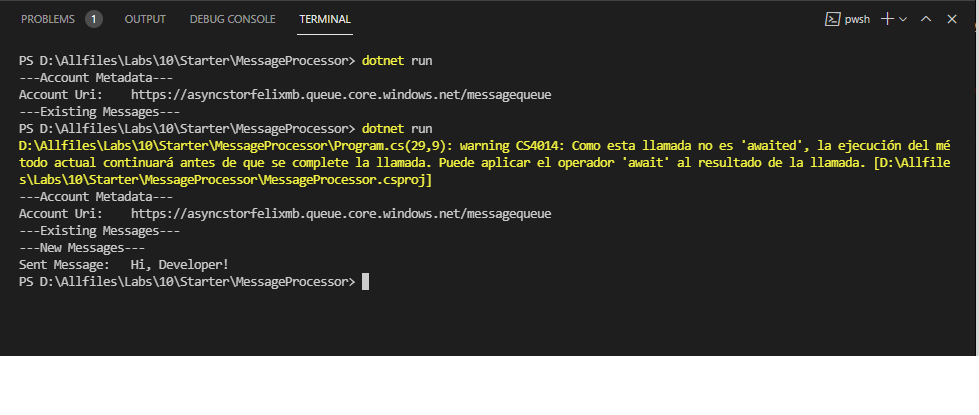 PROBLEMS 1 OUTPUT DEBUG CONSOLE TERMINAL pwsh
PS D:\Allfiles\Labs\10\Starter\MessageProcessor> dotnet run
---Account Metadata---
Account Uri:    https://asyncstorfelixmb.queue.core.windows.net/messagequeue
---Existing Messages---
PS D:\Allfiles\Labs\10\Starter\MessageProcessor> dotnet run
D:\Allfiles\Labs\10\Starter\MessageProcessor\Program.cs(29,9): warning CS4014: Como esta llamada no es 'awaited', la ejecución del mé
todo actual continuará antes de que se complete la llamada. Puede aplicar el operador 'await' al resultado de la llamada. [D:\Allfile
s\Labs\10\Starter\MessageProcessor\MessageProcessor.csproj]
---Account Metadata---
Account Uri:    https://asyncstorfelixmb.queue.core.windows.net/messagequeue
---Existing Messages---
---New Messages---
Sent Message:   Hi, Developer!
PS D:\Allfiles\Labs\10\Starter\MessageProcessor>